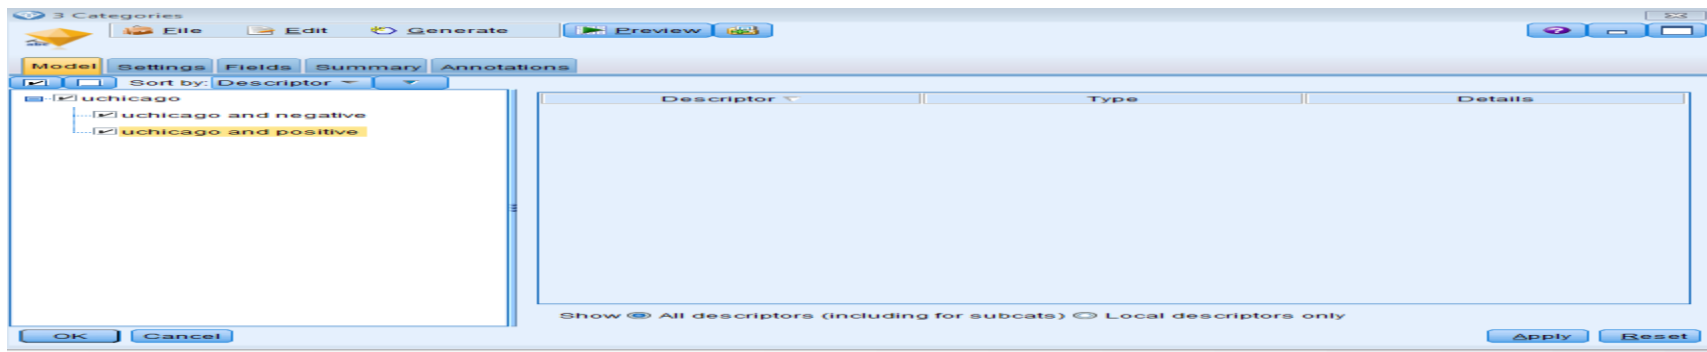 3 Categories
File Edit Generate Preview
Model Settings Fields Summary Annotations
Sort by: Descriptor
uchicago
uchicago and negative
uchicago and positive
Descriptor Type Details
Show All descriptors (including for subcats) Local descriptors only
OK Cancel Apply Reset